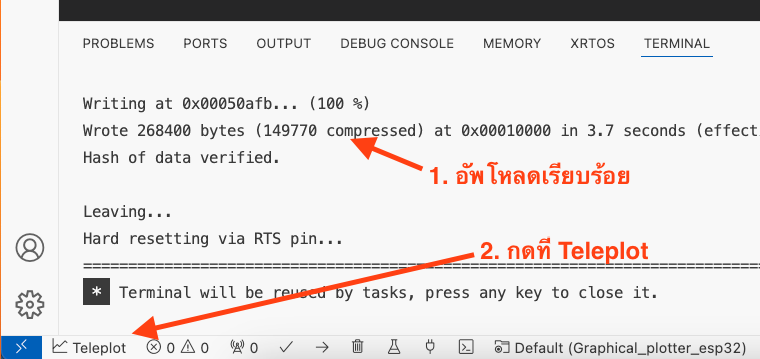 PROBLEMS PORTS OUTPUT DEBUG CONSOLE MEMORY XRTOS TERMINAL
Writing at 0x00050afb... (100 %)
Wrote 268400 bytes (149770 compressed) at 0x00010000 in 3.7 seconds (effecti
Hash of data verified.
1. อัพโหลดเรียบร้อย
Leaving...
Hard resetting via RTS pin...
2. กดที่ Teleplot
================================================================================
* Terminal will be reused by tasks, press any key to close it.
Teleplot 0 0 0 Default (Graphical_plotter_esp32)